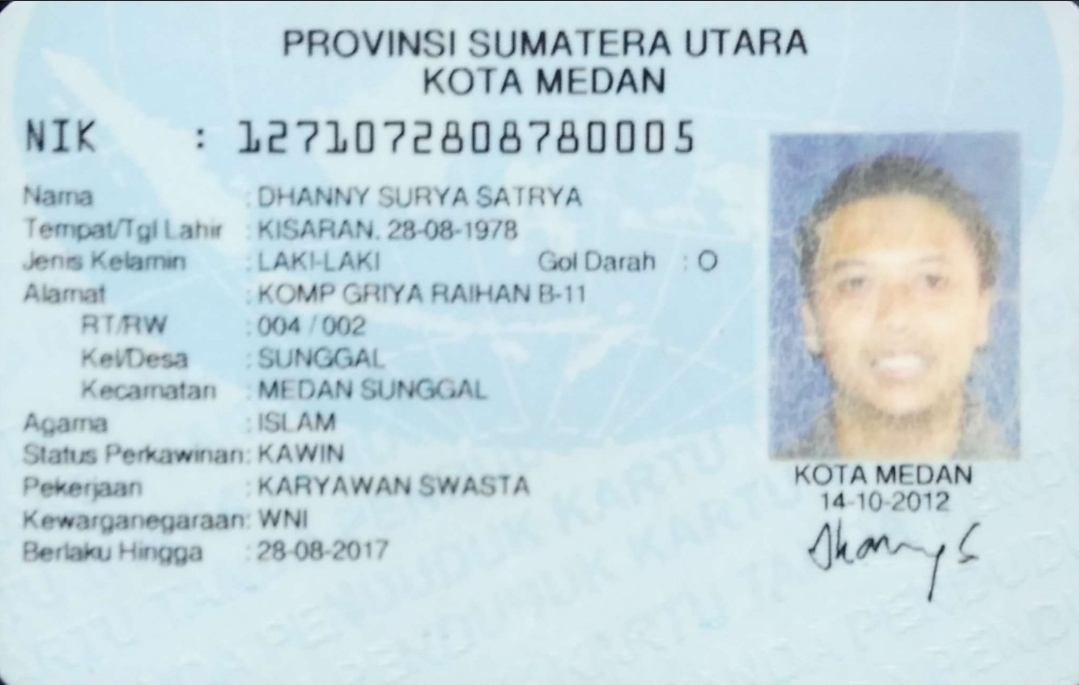 PROVINSI SUMATERA UTARA
KOTA MEDAN
NIK : 1271072808780005
Nama : DHANNY SURYA SATRYA
Tempat/Tgl Lahir : KISARAN, 28-08-1978
Jenis Kelamin : LAKI-LAKI Gol Darah : O
Alamat : KOMP GRIYA RAIHAN B-11
RT/RW : 004 / 002
Kel/Desa : SUNGGAL
Kecamatan : MEDAN SUNGGAL
Agama : ISLAM
Status Perkawinan: KAWIN
Pekerjaan : KARYAWAN SWASTA
Kewarganegaraan: WNI
Berlaku Hingga : 28-08-2017
KOTA MEDAN
14-10-2012
Dhanny S